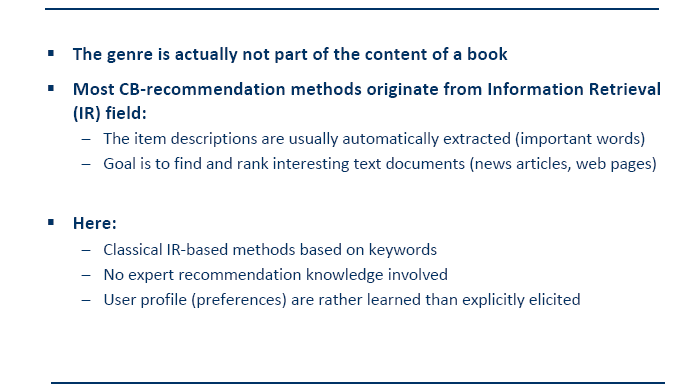 ▪ The genre is actually not part of the content of a book
▪ Most CB-recommendation methods originate from Information Retrieval
(IR) field:
– The item descriptions are usually automatically extracted (important words)
– Goal is to find and rank interesting text documents (news articles, web pages)
▪ Here:
– Classical IR-based methods based on keywords
– No expert recommendation knowledge involved
– User profile (preferences) are rather learned than explicitly elicited